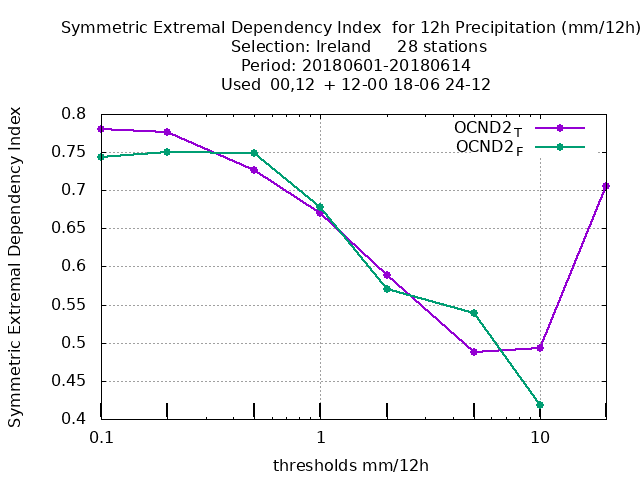 Symmetric Extremal Dependency Index  for 12h Precipitation (mm/12h)
Selection: Ireland     28 stations
Period: 20180601-20180614
Used  00,12  + 12-00 18-06 24-12
Symmetric Extremal Dependency Index
0.8
0.75
0.7
0.65
0.6
0.55
0.5
0.45
0.4
OCND2T
OCND2F
0.1
1
10
thresholds mm/12h